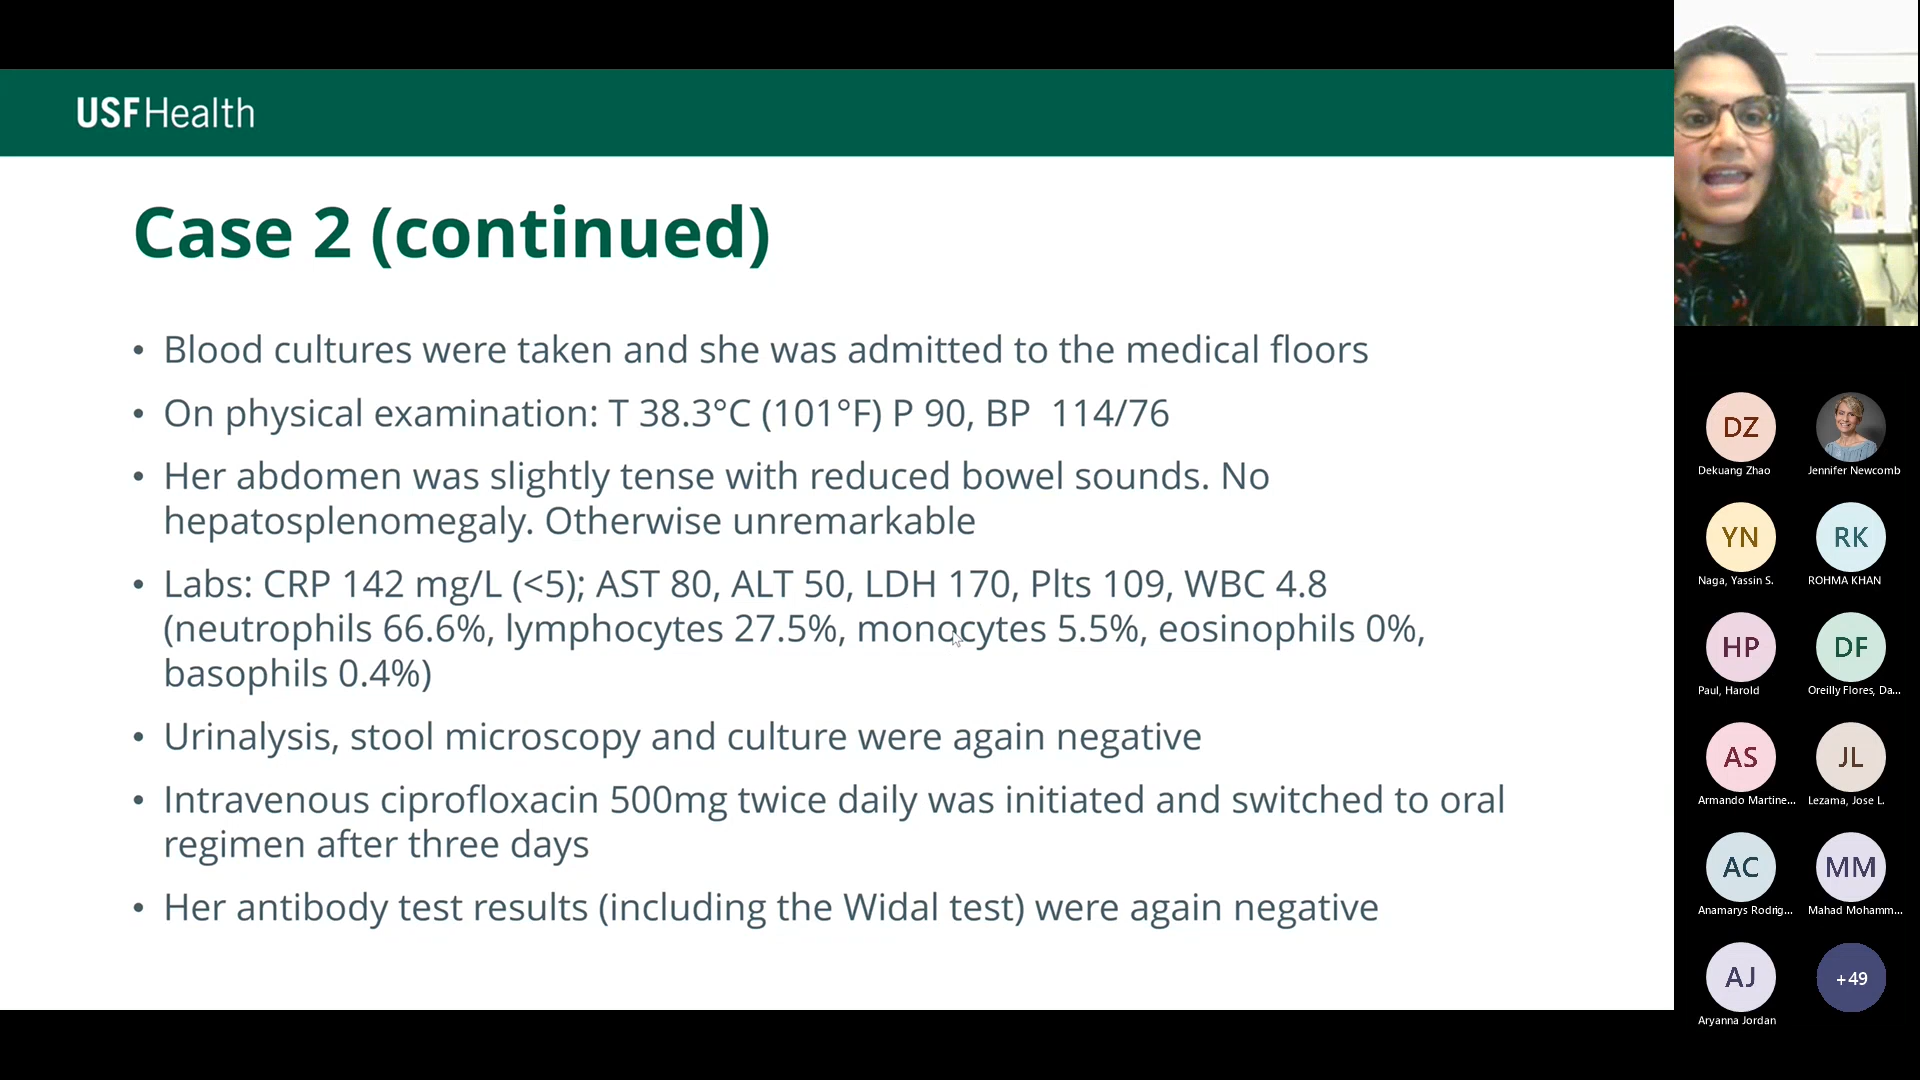 USFHealth
Case 2 (continued)
• Blood cultures were taken and she was admitted to the medical floors
• On physical examination: T 38.3°C (101°F) P 90, BP 114/76
• Her abdomen was slightly tense with reduced bowel sounds. No
hepatosplenomegaly. Otherwise unremarkable
• Labs: CRP 142 mg/L (<5); AST 80, ALT 50, LDH 170, Plts 109, WBC 4.8
(neutrophils 66.6%, lymphocytes 27.5%, monocytes 5.5%, eosinophils 0%,
basophils 0.4%)
• Urinalysis, stool microscopy and culture were again negative
• Intravenous ciprofloxacin 500mg twice daily was initiated and switched to oral
regimen after three days
• Her antibody test results (including the Widal test) were again negative
DZ
Dekuang Zhao
Jennifer Newcomb
YN RK
Naga, Yassin S. ROHMA KHAN
HP DF
Paul, Harold Oreilly Flores, Da...
AS JL
Armando Martine... Lezama, Jose L.
AC MM
Anamarys Rodrig... Mahad Mohamm...
AJ +49
Aryanna Jordan